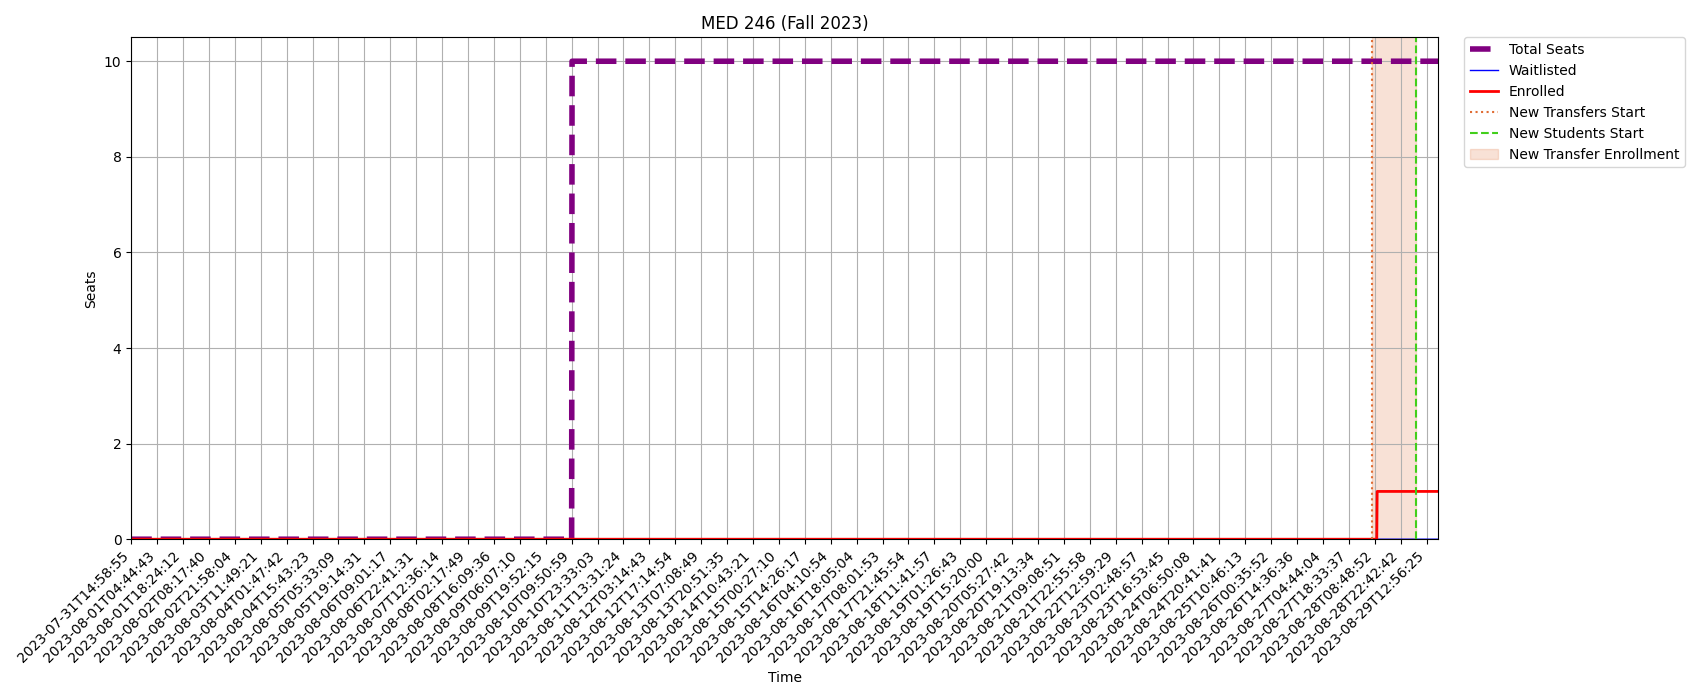 MED 246 (Fall 2023)
Total Seats
Waitlisted
Enrolled
New Transfers Start
New Students Start
New Transfer Enrollment
10
8
6
4
2
0
Seats
2023-07-31T14:58:55
2023-08-01T04:44:43
2023-08-01T18:24:12
2023-08-02T08:17:40
2023-08-02T21:58:04
2023-08-03T11:49:21
2023-08-04T01:47:42
2023-08-04T15:43:23
2023-08-05T05:33:09
2023-08-05T19:14:31
2023-08-06T09:01:17
2023-08-06T22:41:31
2023-08-07T12:36:14
2023-08-08T02:17:49
2023-08-08T16:09:36
2023-08-09T06:07:10
2023-08-09T19:52:15
2023-08-10T09:50:59
2023-08-10T23:33:03
2023-08-11T13:31:24
2023-08-12T03:14:43
2023-08-12T17:14:54
2023-08-13T07:08:49
2023-08-13T20:51:35
2023-08-14T10:43:21
2023-08-15T00:27:10
2023-08-15T14:26:17
2023-08-16T04:10:54
2023-08-16T18:05:04
2023-08-17T08:01:53
2023-08-17T21:45:54
2023-08-18T11:41:57
2023-08-19T01:26:43
2023-08-19T15:20:00
2023-08-20T05:27:42
2023-08-20T19:13:34
2023-08-21T09:08:51
2023-08-21T22:55:58
2023-08-22T12:59:29
2023-08-23T02:48:57
2023-08-23T16:53:45
2023-08-24T06:50:08
2023-08-24T20:41:41
2023-08-25T10:46:13
2023-08-26T00:35:52
2023-08-26T14:36:36
2023-08-27T04:44:04
2023-08-27T18:33:37
2023-08-28T08:48:52
2023-08-28T22:42:42
2023-08-29T12:56:25
Time